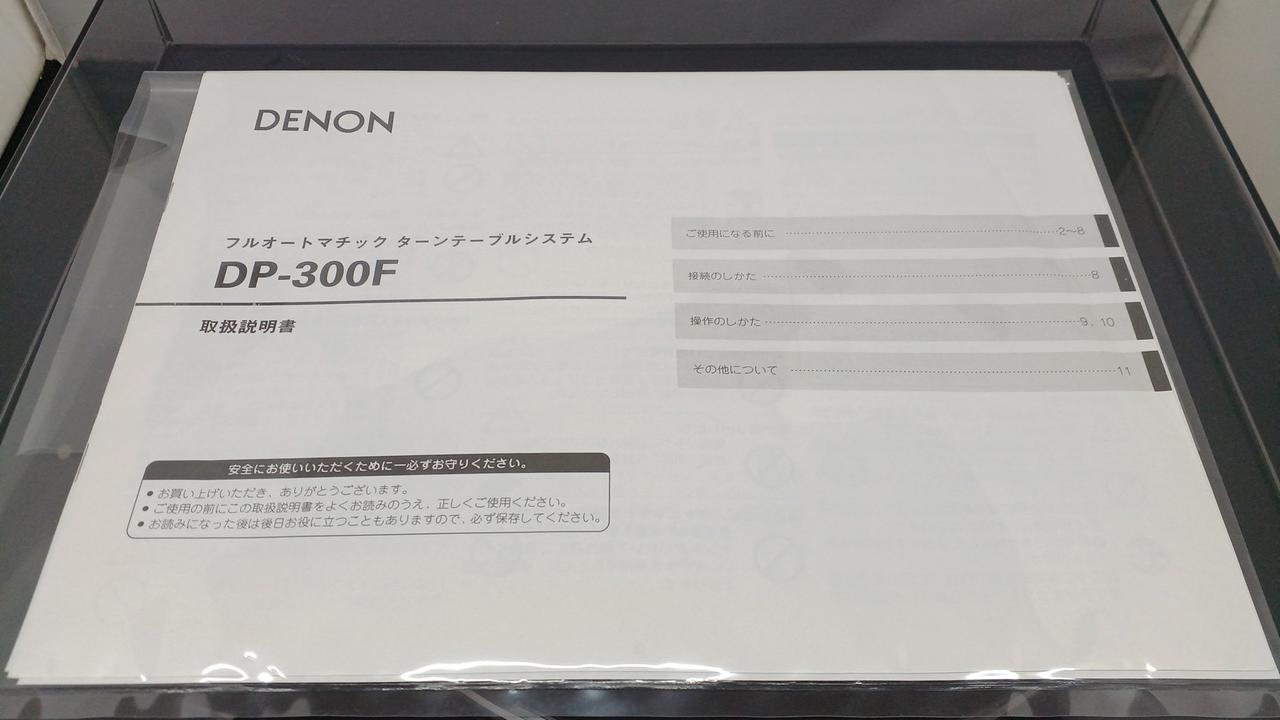 DENON
フルオートマチック ターンテーブルシステム
DP-300F
取扱説明書
ご使用になる前に ……………………………………2～8
接続のしかた ……………………………………8
操作のしかた ……………………………………9, 10
その他について ……………………………………11
安全にお使いいただくために―必ずお守りください。
● お買い上げいただき、ありがとうございます。
● ご使用の前にこの取扱説明書をよくお読みのうえ、正しくご使用ください。
● お読みになった後は後日お役に立つこともありますので、必ず保存してください。